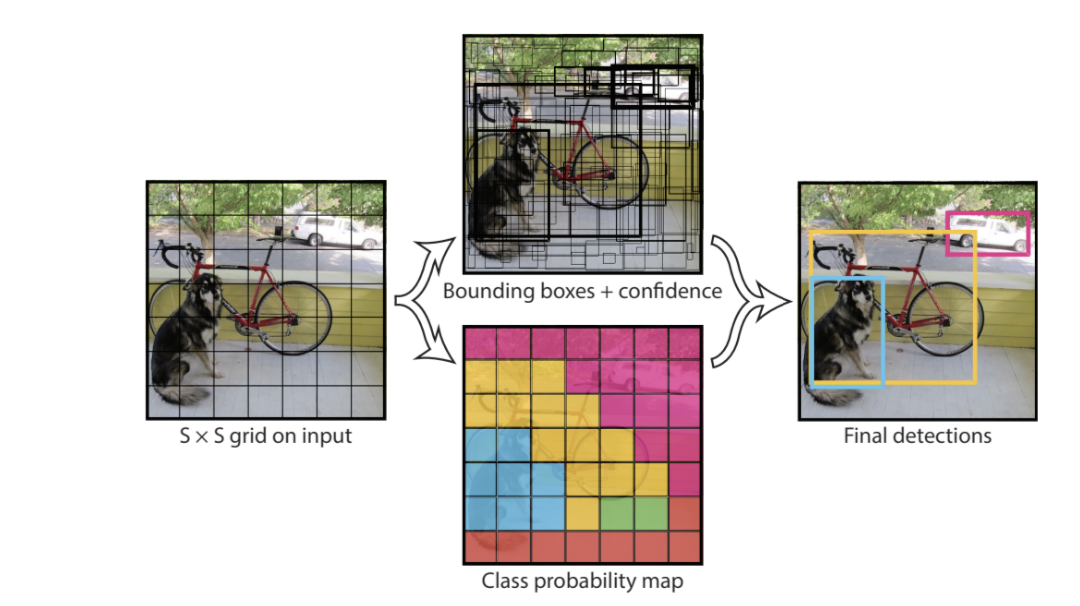 Bounding boxes + confidence
S × S grid on input
Final detections
Class probability map